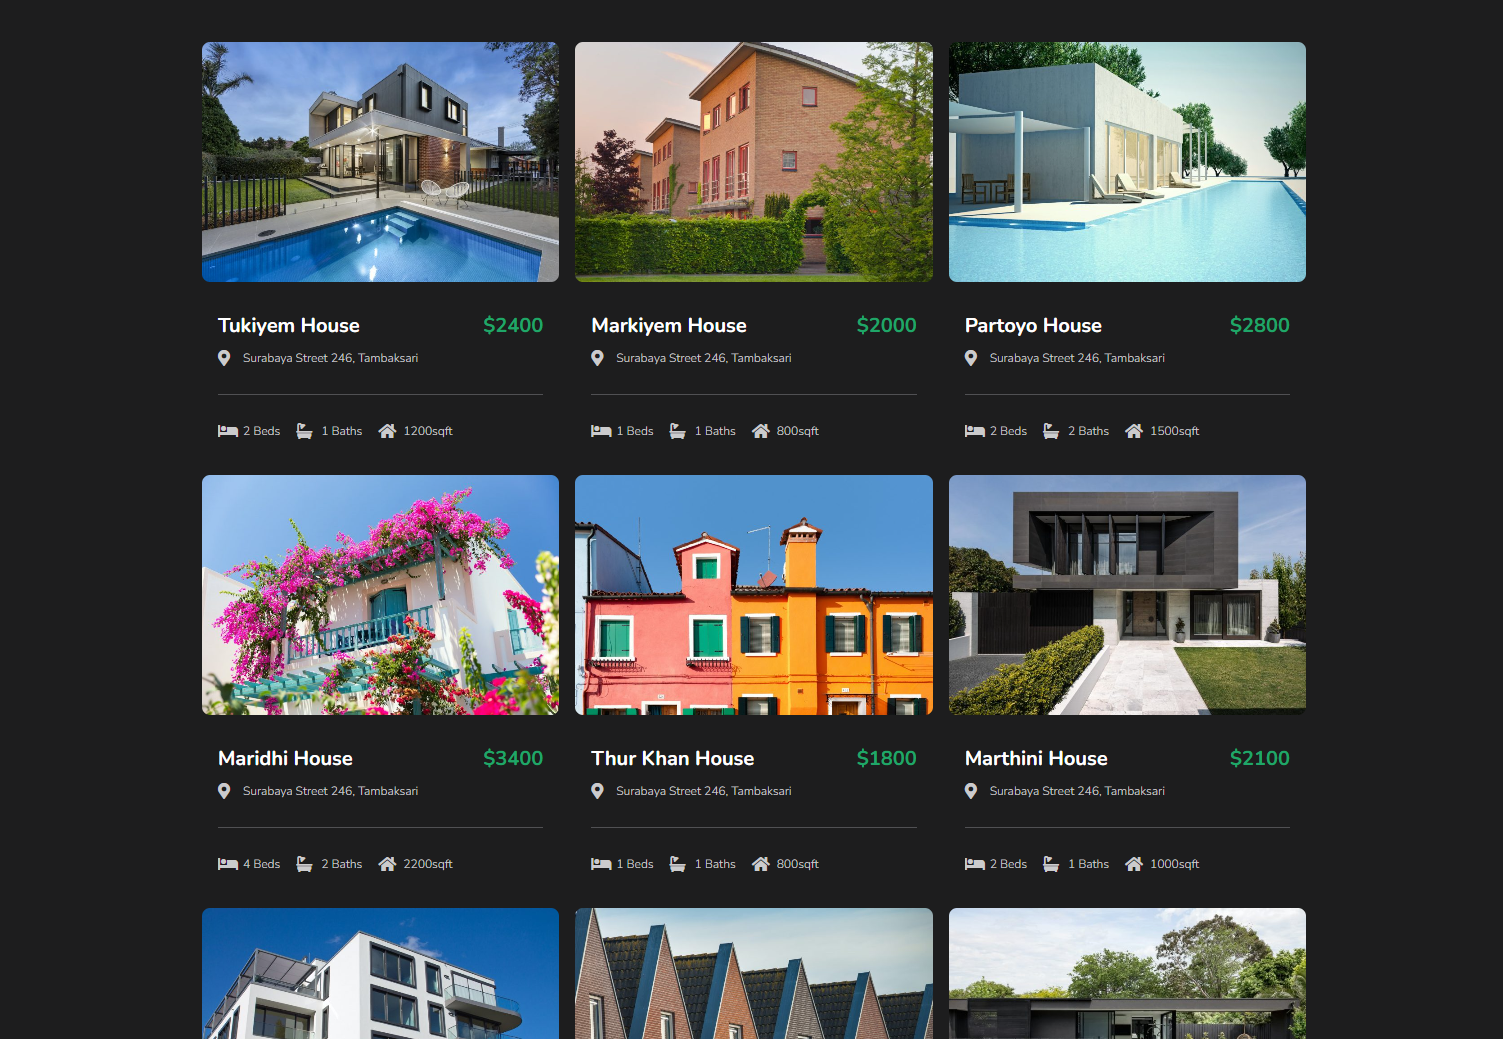 Tukiyem House $2400
Surabaya Street 246, Tambaksari
2 Beds 1 Baths 1200sqft
Markiyem House $2000
Surabaya Street 246, Tambaksari
1 Beds 1 Baths 800sqft
Partoyo House $2800
Surabaya Street 246, Tambaksari
2 Beds 2 Baths 1500sqft
Maridhi House $3400
Surabaya Street 246, Tambaksari
4 Beds 2 Baths 2200sqft
Thur Khan House $1800
Surabaya Street 246, Tambaksari
1 Beds 1 Baths 800sqft
Marthini House $2100
Surabaya Street 246, Tambaksari
2 Beds 1 Baths 1000sqft